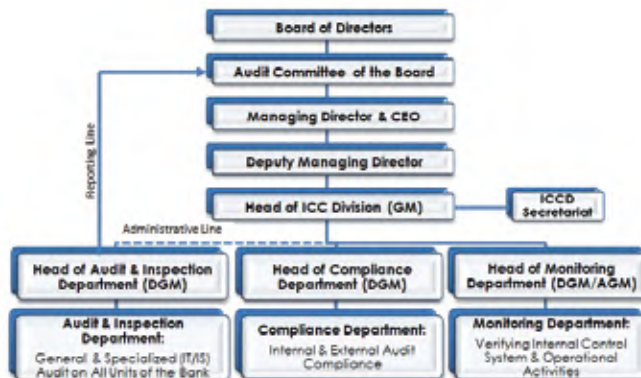 Board of Directors
Audit Committee of the Board
Managing Director & CEO
Deputy Managing Director
Reporting Line
Head of ICC Division (GM)
ICCD
Secretariat
Administrative Line
Head of Audit & Inspection
Department (DGM)
Head of Compliance
Department (DGM)
Head of Monitoring
Department (DGM/AGM)
Audit & Inspection
Department:
General & Specialized (IT/IS)
Audit on All Units of the Bank
Compliance Department:
Internal & External Audit
Compliance
Monitoring Department:
Verifying Internal Control
System & Operational
Activities